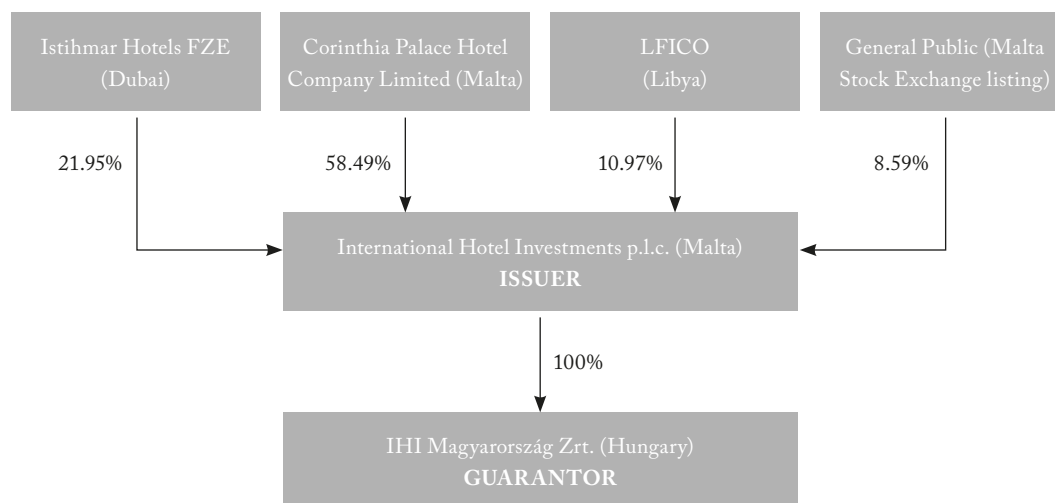 Istihmar Hotels FZE
(Dubai)
Corinthia Palace Hotel
Company Limited (Malta)
LFICO
(Libya)
General Public (Malta
Stock Exchange listing)
21.95%
58.49%
10.97%
8.59%
International Hotel Investments p.l.c. (Malta)
ISSUER
100%
IHI Magyarország Zrt. (Hungary)
GUARANTOR